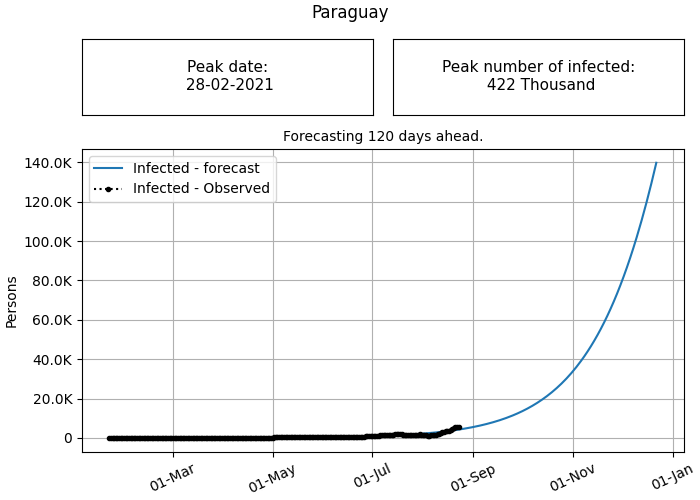 Paraguay
Peak date:
28-02-2021
Peak number of infected:
422 Thousand
Forecasting 120 days ahead.
Infected - forecast
Infected - Observed
Persons
140.0K
120.0K
100.0K
80.0K
60.0K
40.0K
20.0K
0
01-Mar
01-May
01-Jul
01-Sep
01-Nov
01-Jan